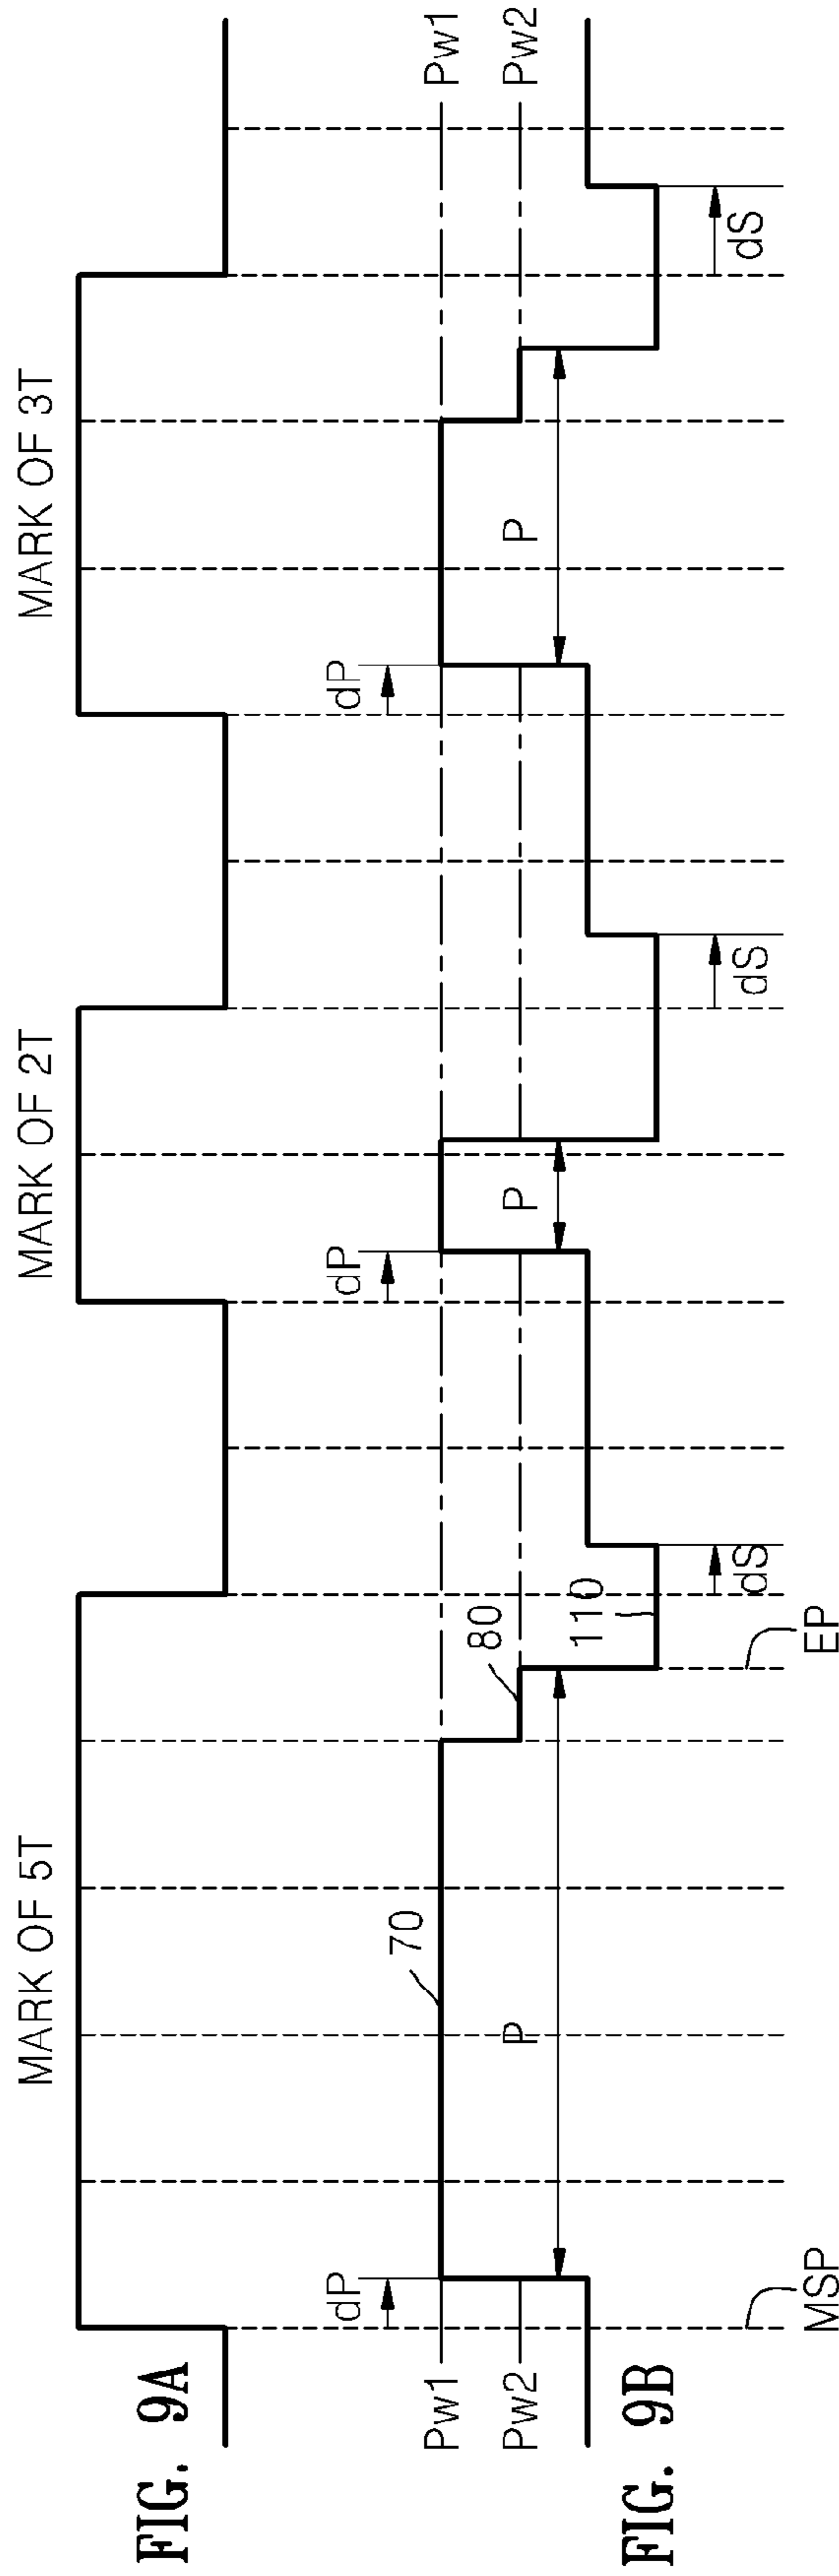 FIG. 9A
MARK OF 5T
MARK OF 2T
MARK OF 3T
FIG. 9B
dP
dP
dP
Pw1
70
Pw1
Pw2
P
80
P
P
Pw2
110
dS
dS
dS
MSP
EP